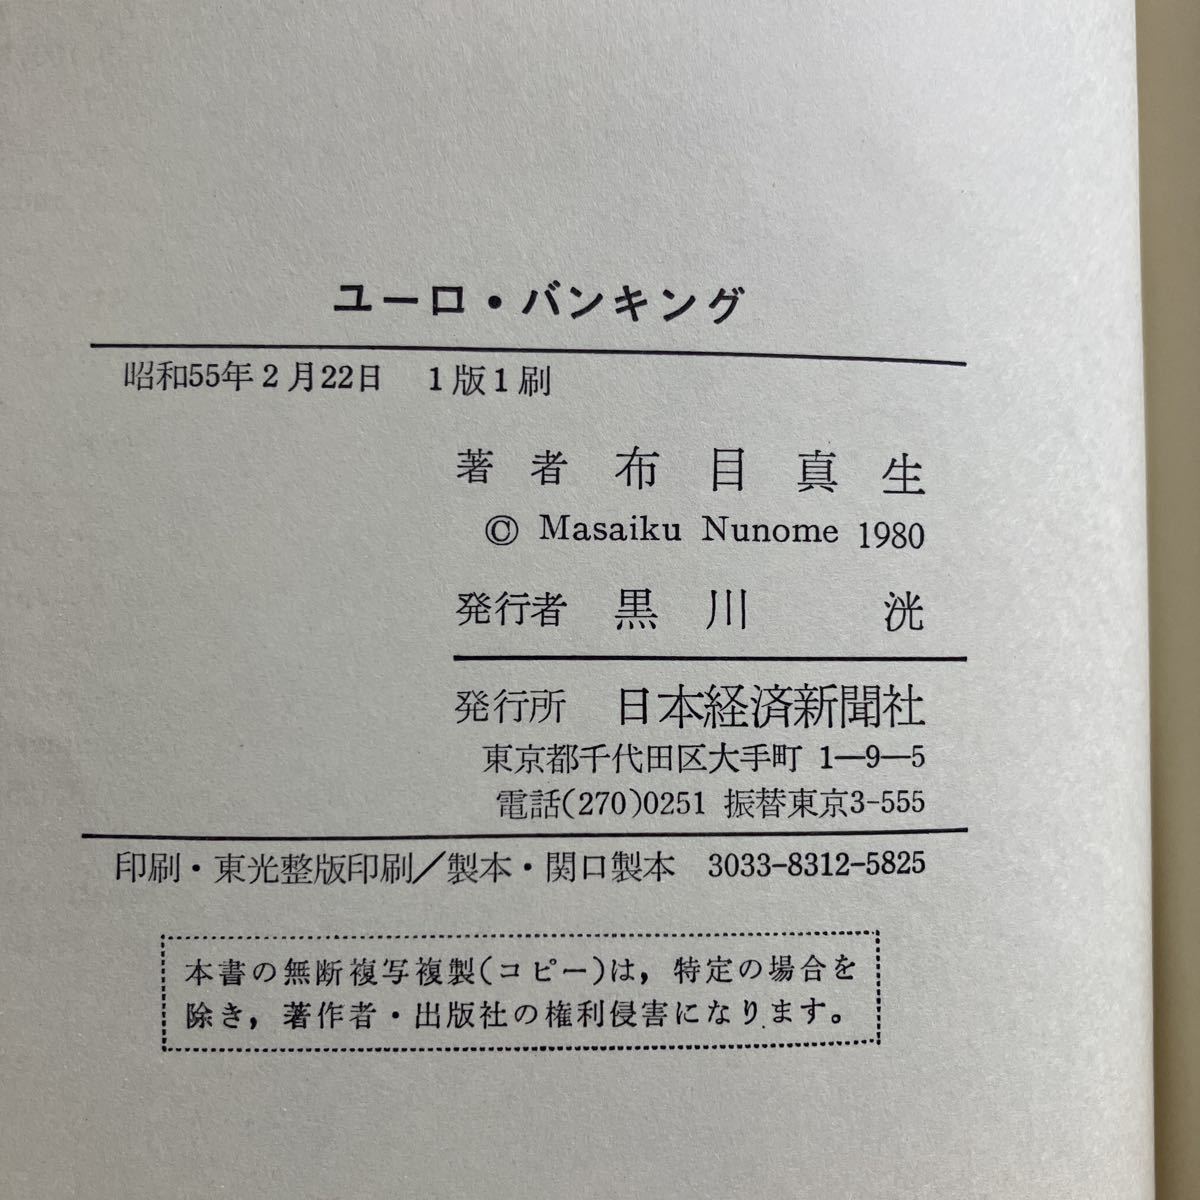 ユーロ・バンキング
昭和55年2月22日 1版1刷
著者 布目真生
© Masaiku Nunome 1980
発行者 黒川 洸
発行所 日本経済新聞社
東京都千代田区大手町 1―9―5
電話(270)0251 振替東京3-555
印刷・東光整版印刷/製本・関口製本 3033-8312-5825
本書の無断複写複製(コピー)は，特定の場合を
除き，著作者・出版社の権利侵害になります。